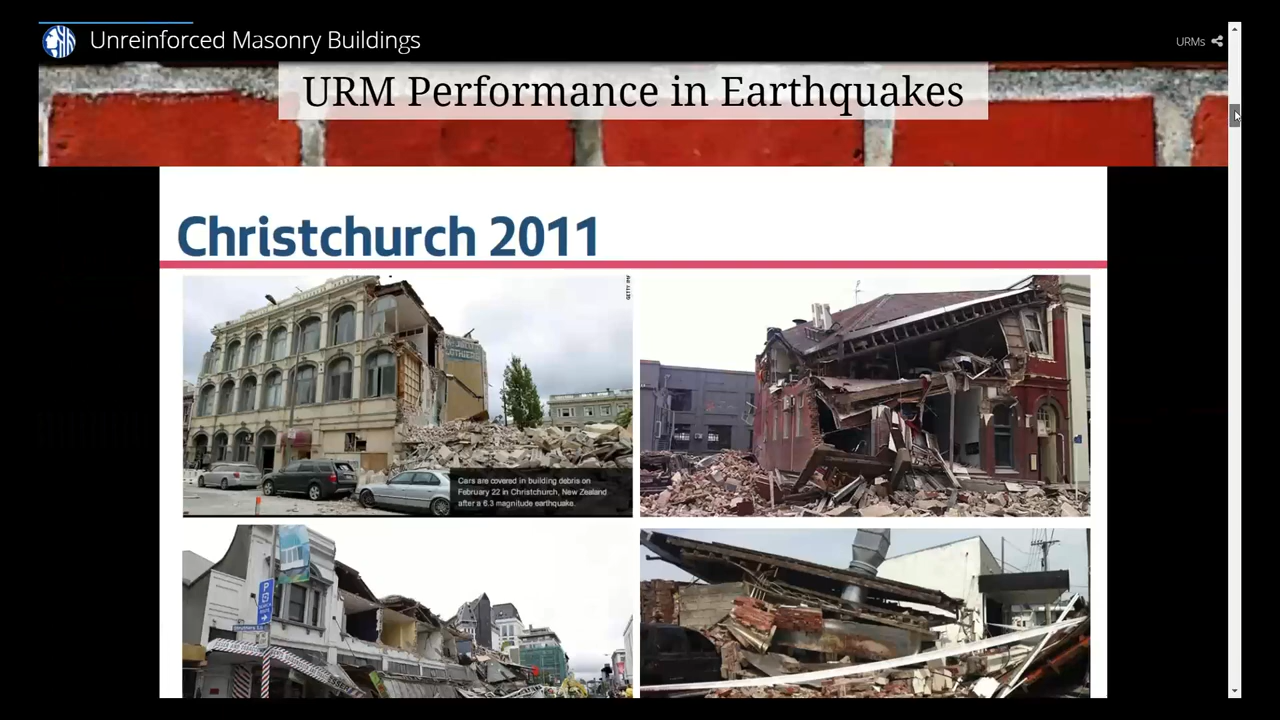 Unreinforced Masonry Buildings
URMs
URM Performance in Earthquakes
Christchurch 2011
Cars are covered in building debris on
February 22 in Christchurch, New Zealand
after a 6.3 magnitude earthquake.
P